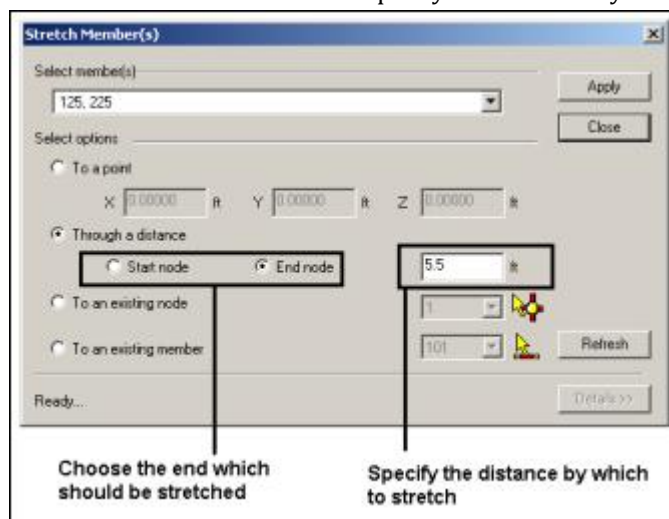 Stretch Member(s)
Select member(s)
125, 225
Apply
Close
Select options
To a point
X 0.00000 ft Y 0.00000 ft Z 0.00000 ft
Through a distance
Start node End node 5.5 ft
To an existing node 1
To an existing member 101 Refresh
Ready... Details >>
Choose the end which
should be stretched
Specify the distance by which
to stretch